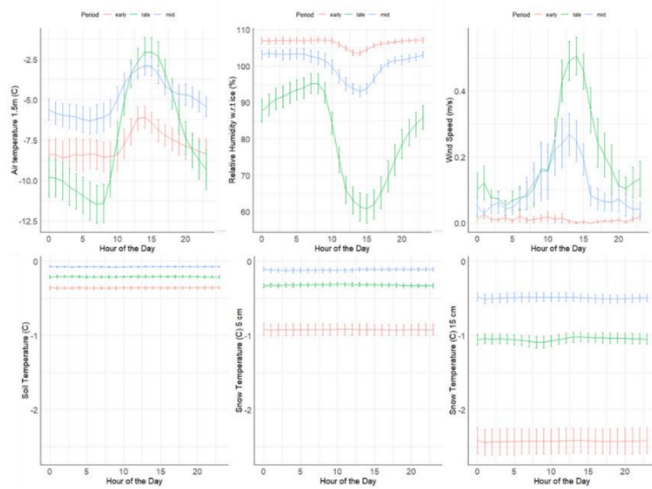 Period early late mid
Period early late mid
Period early late mid
Air temperature 1.5m (C)
-2.5
-5.0
-7.5
-10.0
-12.5
0 5 10 15 20
Hour of the Day
Relative Humidity w.r.t ice (%)
110
100
90
80
70
60
0 5 10 15 20
Hour of the Day
Wind Speed (m/s)
0.4
0.2
0.0
0 5 10 15 20
Hour of the Day
Soil Temperature (C)
0
-1
-2
0 5 10 15 20
Hour of the Day
Snow Temperature (C) 5 cm
0
-1
-2
0 5 10 15 20
Hour of the Day
Snow Temperature (C) 15 cm
0
-1
-2
0 5 10 15 20
Hour of the Day